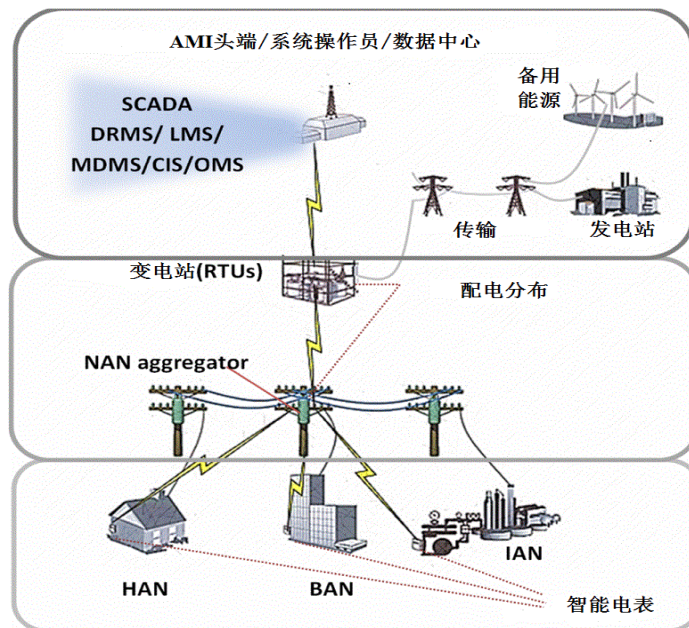 AMI头端/系统操作员/数据中心
备用
能源
SCADA
DRMS/ LMS/
MDMS/CIS/OMS
传输
发电站
变电站(RTUs)
配电分布
NAN aggregator
HAN
BAN
IAN
智能电表